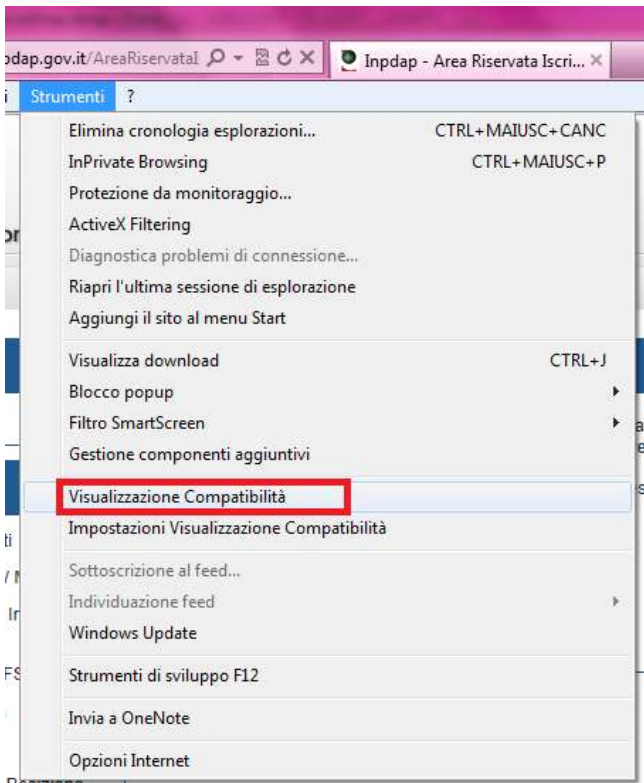 odap.gov.it/AreaRiservataI
Inpdap - Area Riservata Iscri...
i Strumenti ?
Elimina cronologia esplorazioni... CTRL+MAIUSC+CANC
InPrivate Browsing CTRL+MAIUSC+P
Protezione da monitoraggio...
ActiveX Filtering
Diagnostica problemi di connessione...
Riapri l'ultima sessione di esplorazione
Aggiungi il sito al menu Start
Visualizza download CTRL+J
Blocco popup
Filtro SmartScreen
Gestione componenti aggiuntivi
Visualizzazione Compatibilità
Impostazioni Visualizzazione Compatibilità
Sottoscrizione al feed...
Individuazione feed
Windows Update
Strumenti di sviluppo F12
Invia a OneNote
Opzioni Internet